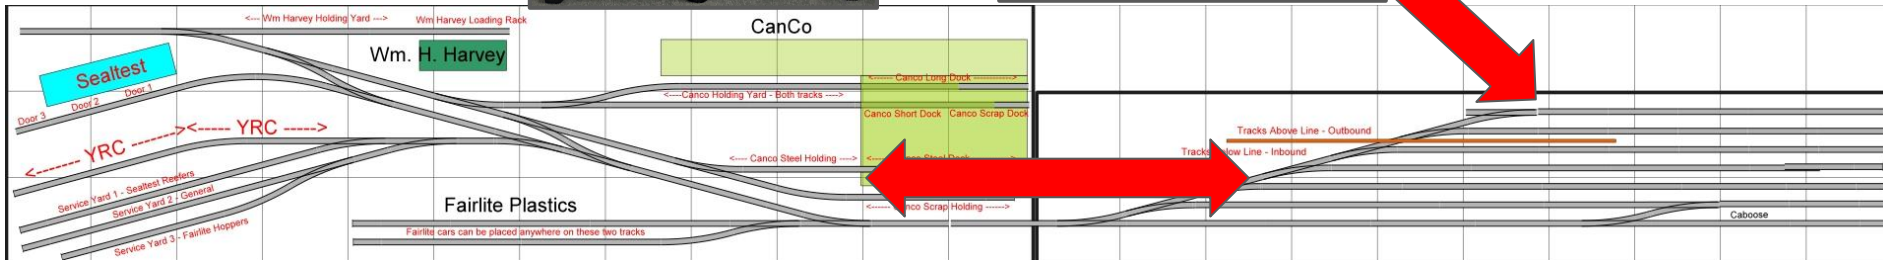 <--- Wm Harvey Holding Yard --->
Wm Harvey Loading Rack
CanCo
Wm. H. Harvey
Sealtest
Door 1
Door 2
Door 3
<------ Canco Long Dock ------------>
<----Canco Holding Yard - Both tracks ---->
Canco Short Dock
Canco Scrap Dock
<------ YRC ------>
<----- YRC ----->
Tracks Above Line - Outbound
Line - Inbound
<---- Canco Steel Holding ---->
Service Yard 1 - Sealtest Reefers
Service Yard 2 - General
Service Yard 3 - Fairlite Hoppers
Fairlite Plastics
Scrap Holding ------>
Caboose
Fairlite cars can be placed anywhere on these two tracks